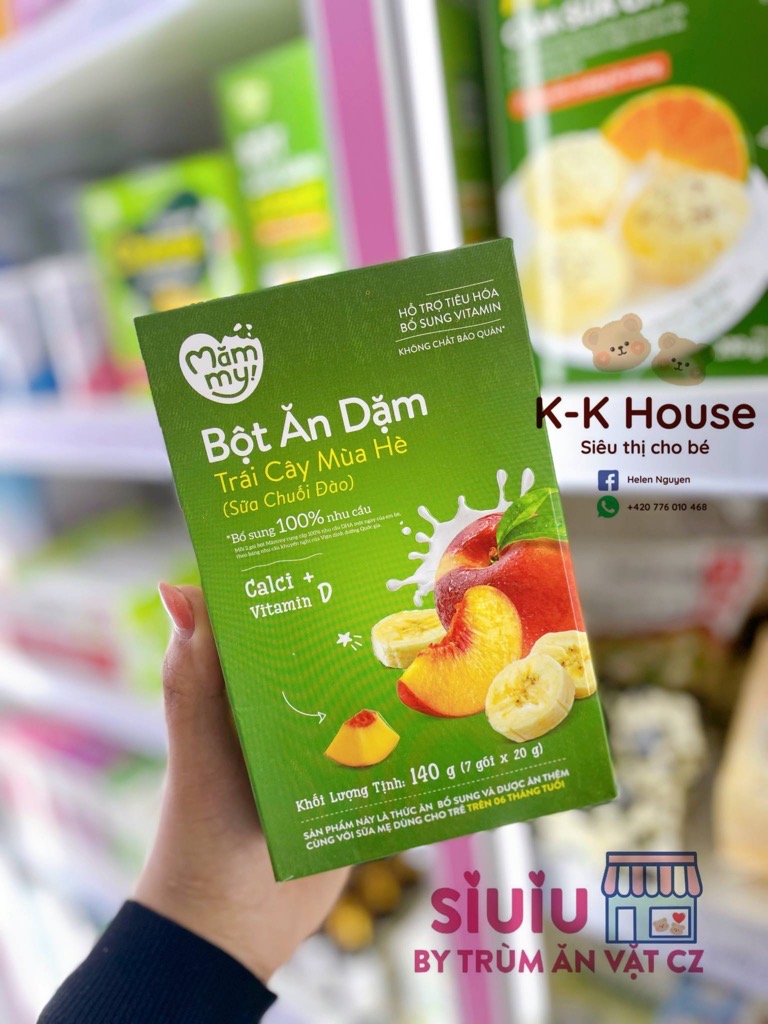 Măm
my!
HỖ TRỢ TIÊU HÓA
BỔ SUNG VITAMIN
KHÔNG CHẤT BẢO QUẢN*
Bột Ăn Dặm
Trái Cây Mùa Hè
(Sữa Chuối Đào)
*Bổ sung 100% nhu cầu
Calci +
Vitamin D
Khối Lượng Tịnh: 140 g (7 gói x 20 g)
SẢN PHẨM NÀY LÀ THỨC ĂN BỔ SUNG VÀ ĐƯỢC ĂN THÊM
CÙNG VỚI SỮA MẸ DÙNG CHO TRẺ TRÊN 06 THÁNG TUỔI
K-K House
Siêu thị cho bé
Helen Nguyen
+420 776 010 468
SIUIU
BY TRÙM ĂN VẶT CZ